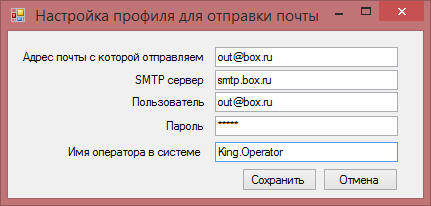 Настройка профиля для отправки почты
Адрес почты с которой отправляем out@box.ru
SMTP сервер smtp.box.ru
Пользователь out@box.ru
Пароль *****
Имя оператора в системе King.Operator
Сохранить Отмена